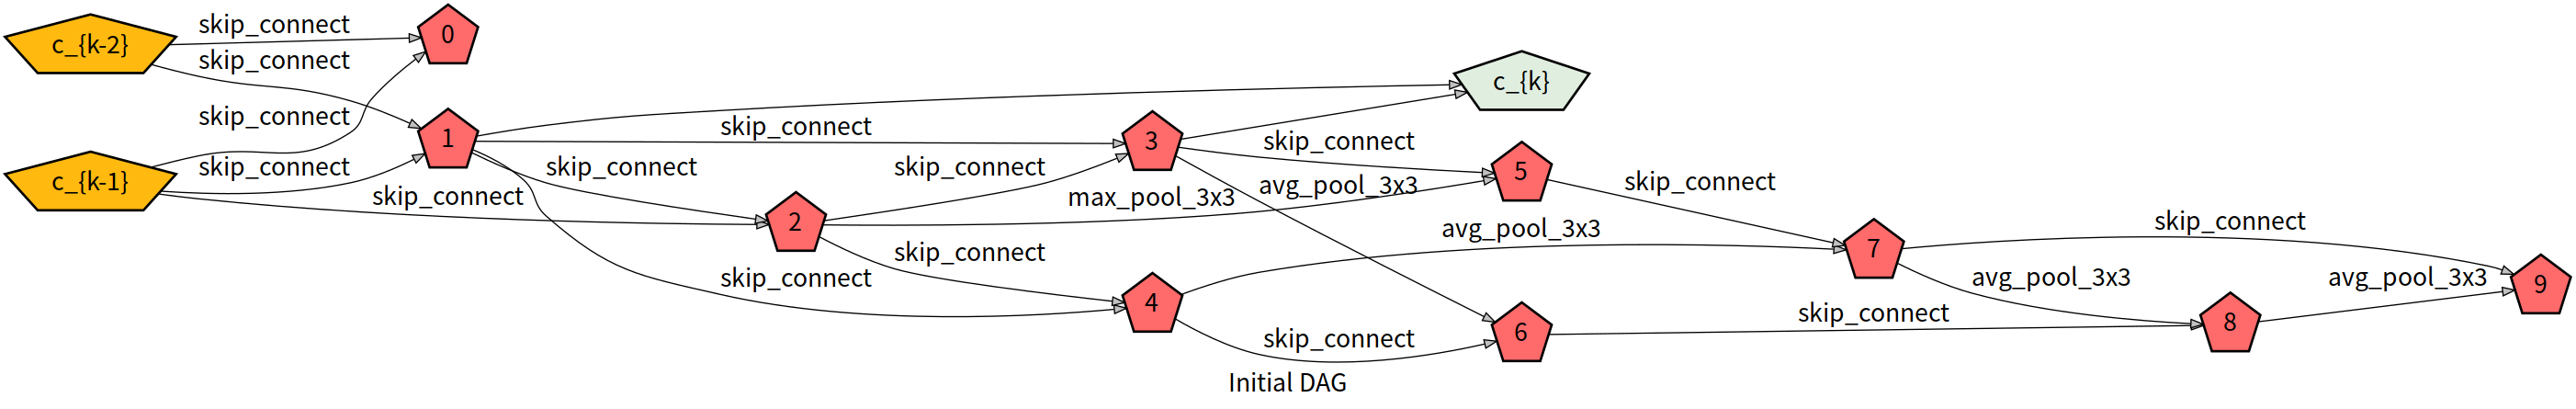 skip_connect
c_{k-2}
0
skip_connect
c_{k}
skip_connect
1
skip_connect
3
skip_connect
c_{k-1}
skip_connect
skip_connect
skip_connect
5
skip_connect
skip_connect
avg_pool_3x3
max_pool_3x3
2
skip_connect
avg_pool_3x3
7
skip_connect
skip_connect
avg_pool_3x3
avg_pool_3x3
9
4
skip_connect
8
6
skip_connect
Initial DAG